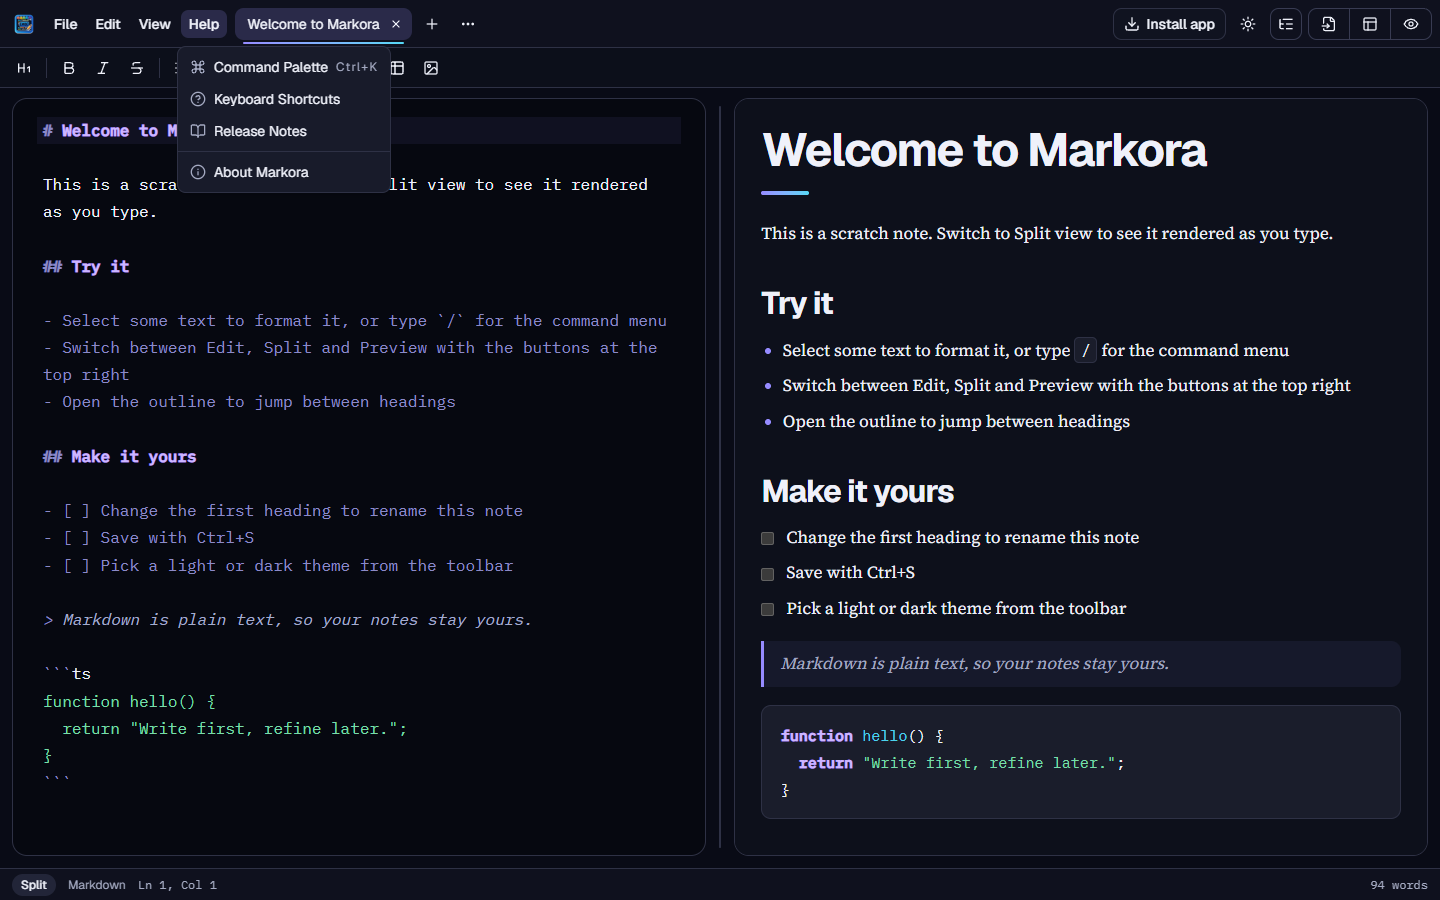 File Edit View Help Welcome to Markora Install app
H1 B I S
Command Palette Ctrl+K
Keyboard Shortcuts
Release Notes
About Markora
# Welcome to M
This is a scra lit view to see it rendered
as you type.
## Try it
- Select some text to format it, or type `/` for the command menu
- Switch between Edit, Split and Preview with the buttons at the
top right
- Open the outline to jump between headings
## Make it yours
- [ ] Change the first heading to rename this note
- [ ] Save with Ctrl+S
- [ ] Pick a light or dark theme from the toolbar
> Markdown is plain text, so your notes stay yours.
```ts
function hello() {
  return "Write first, refine later.";
}
```
Welcome to Markora
This is a scratch note. Switch to Split view to see it rendered as you type.
Try it
Select some text to format it, or type / for the command menu
Switch between Edit, Split and Preview with the buttons at the top right
Open the outline to jump between headings
Make it yours
Change the first heading to rename this note
Save with Ctrl+S
Pick a light or dark theme from the toolbar
Markdown is plain text, so your notes stay yours.
function hello() {
  return "Write first, refine later.";
}
Split Markdown Ln 1, Col 1 94 words